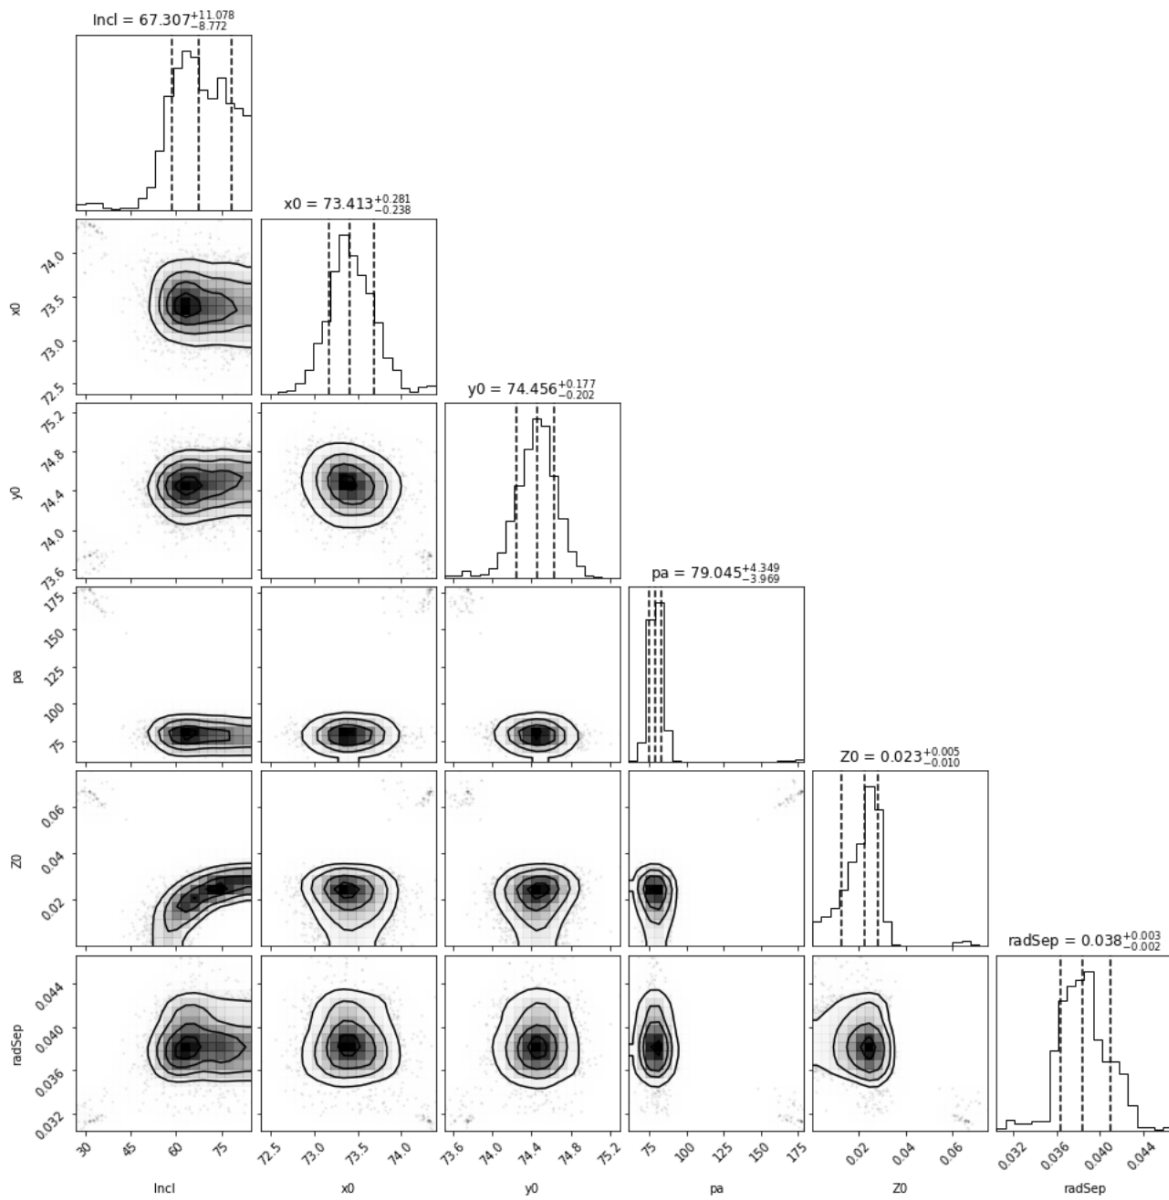 Incl = 67.307+11.078 −8.772
x0 = 73.413+0.281 −0.238
74.0
73.5
73.0
72.5
x0
y0 = 74.456+0.177 −0.202
75.2
74.8
74.4
74.0
73.6
y0
pa = 79.045+4.349 −3.969
175
150
125
100
75
pa
Z0 = 0.023+0.005 −0.010
0.06
0.04
0.02
Z0
radSep = 0.038+0.003 −0.002
0.044
0.040
0.036
0.032
radSep
30 45 60 75 72.5 73.0 73.5 74.0 73.6 74.0 74.4 74.8 75.2 75 100 125 150 175 0.02 0.04 0.06 0.032 0.036 0.040 0.044
Incl x0 y0 pa Z0 radSep